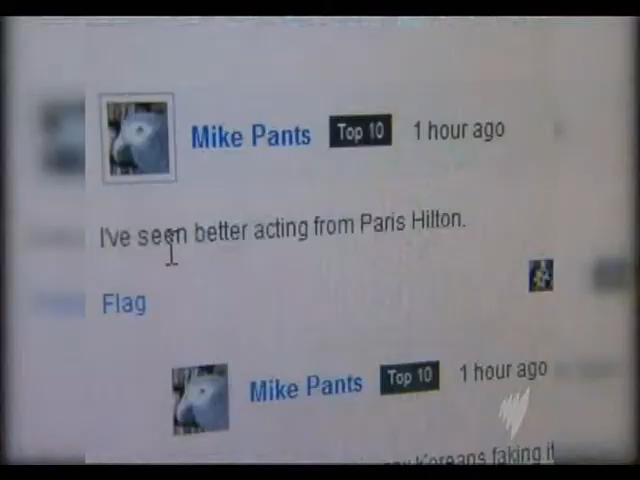 Mike Pants Top 10 1 hour ago
I've seen better acting from Paris Hilton.
Flag
Mike Pants Top 10 1 hour ago
Koreans faking it